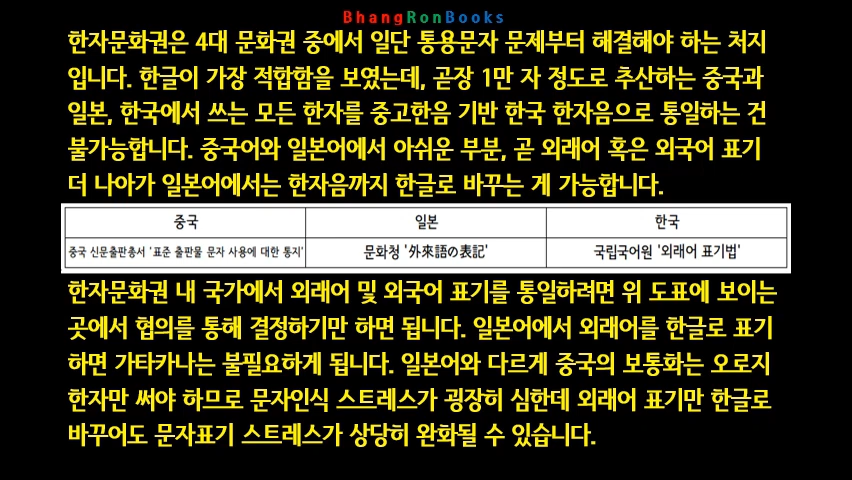 BhangRonBooks
한자문화권은 4대 문화권 중에서 일단 통용문자 문제부터 해결해야 하는 처지
입니다. 한글이 가장 적합함을 보였는데, 곧장 1만 자 정도로 추산하는 중국과
일본, 한국에서 쓰는 모든 한자를 중고한음 기반 한국 한자음으로 통일하는 건
불가능합니다. 중국어와 일본어에서 아쉬운 부분, 곧 외래어 혹은 외국어 표기
더 나아가 일본어에서는 한자음까지 한글로 바꾸는 게 가능합니다.
중국 일본 한국
중국 신문출판총서 '표준 출판물 문자 사용에 대한 통지' 문화청 '外來語の表記' 국립국어원 '외래어 표기법'
한자문화권 내 국가에서 외래어 및 외국어 표기를 통일하려면 위 도표에 보이는
곳에서 협의를 통해 결정하기만 하면 됩니다. 일본어에서 외래어를 한글로 표기
하면 가타카나는 불필요하게 됩니다. 일본어와 다르게 중국의 보통화는 오로지
한자만 써야 하므로 문자인식 스트레스가 굉장히 심한데 외래어 표기만 한글로
바꾸어도 문자표기 스트레스가 상당히 완화될 수 있습니다.